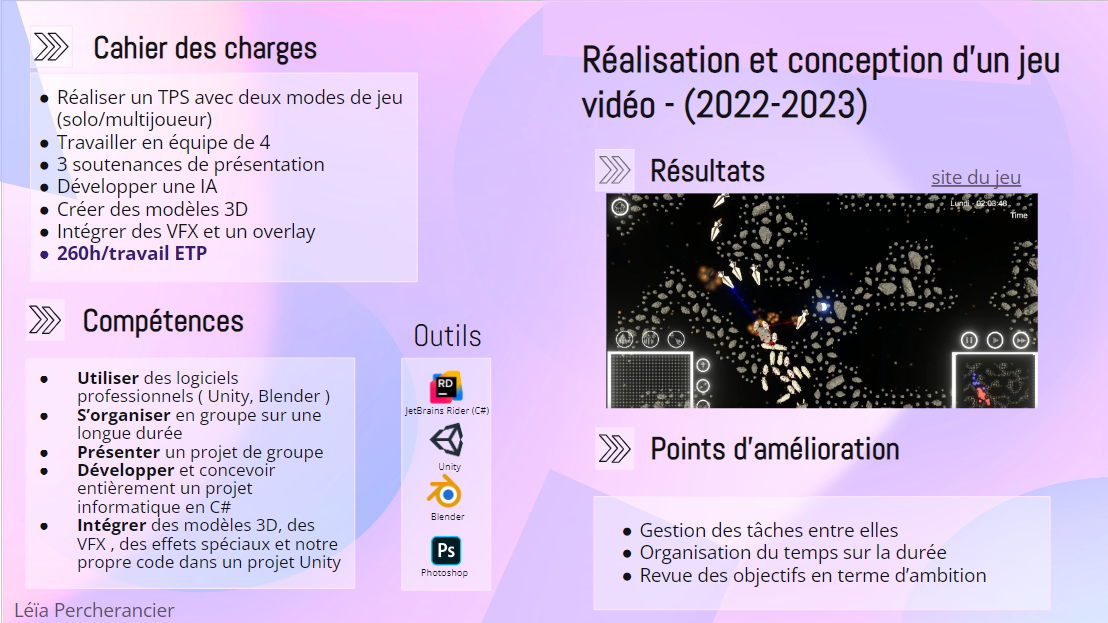 Cahier des charges
● Réaliser un TPS avec deux modes de jeu
(solo/multijoueur)
● Travailler en équipe de 4
● 3 soutenances de présentation
● Développer une IA
● Créer des modèles 3D
● Intégrer des VFX et un overlay
● 260h/travail ETP
Compétences
● Utiliser des logiciels
professionnels ( Unity, Blender )
● S'organiser en groupe sur une
longue durée
● Présenter un projet de groupe
● Développer et concevoir
entièrement un projet
informatique en C#
● Intégrer des modèles 3D, des
VFX , des effets spéciaux et notre
propre code dans un projet Unity
Outils
RD
JetBrains Rider (C#)
Unity
Blender
Ps
Photoshop
Léïa Percherancier
Réalisation et conception d'un jeu
vidéo - (2022-2023)
Résultats
site du jeu
Lundi - 02:03:48
Time
Points d'amélioration
● Gestion des tâches entre elles
● Organisation du temps sur la durée
● Revue des objectifs en terme d'ambition